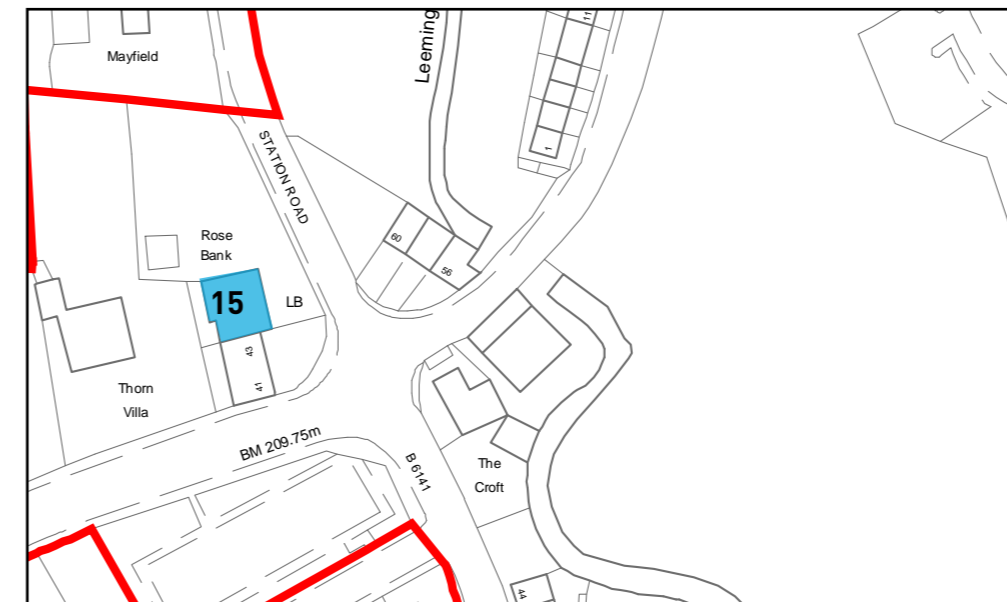 Mayfield
Leeming
11
1
STATION ROAD
60
56
Rose
Bank
15
LB
43
41
Thorn
Villa
BM 209.75m
B 6141
The
Croft
44